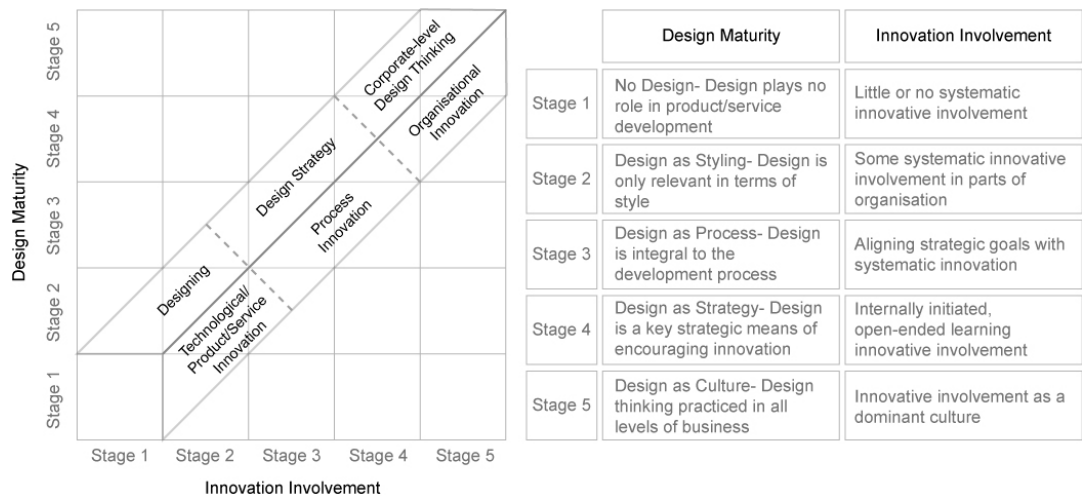 Design Maturity
Stage 5
Stage 4
Stage 3
Stage 2
Stage 1
Corporate-level
Design Thinking
Organisational
Innovation
Design Strategy
Process
Innovation
Designing
Technological/
Product/Service
Innovation
Stage 1
Stage 2
Stage 3
Stage 4
Stage 5
Innovation Involvement
Design Maturity
Innovation Involvement
Stage 1
No Design- Design plays no
role in product/service
development
Little or no systematic
innovative involvement
Stage 2
Design as Styling- Design is
only relevant in terms of
style
Some systematic innovative
involvement in parts of
organisation
Stage 3
Design as Process- Design
is integral to the
development process
Aligning strategic goals with
systematic innovation
Stage 4
Design as Strategy- Design
is a key strategic means of
encouraging innovation
Internally initiated,
open-ended learning
innovative involvement
Stage 5
Design as Culture- Design
thinking practiced in all
levels of business
Innovative involvement as a
dominant culture